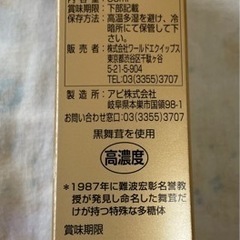 賞味期限:下部記載
保存方法:高温多湿を避け、冷
暗所にて保管して下
さい。
販売者:株式会社ワールドエクイップス
東京都渋谷区千駄ヶ谷
5-21-5-904
TEL 03(3355)3707
製造所:アピ株式会社
岐阜県本巣市国領98-1
お問い合わせ窓口 03(3355)3707
黒舞茸を使用
高濃度
*1987年に難波宏彰名誉教
授が発見し命名した舞茸だ
けが持つ特殊な多糖体
賞味期限